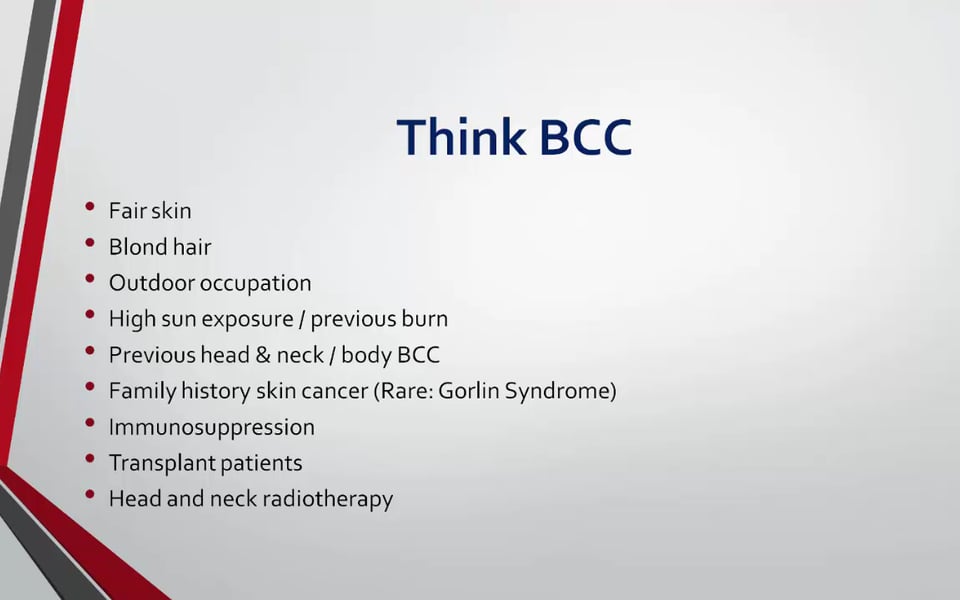 Think BCC
• Fair skin
• Blond hair
• Outdoor occupation
• High sun exposure / previous burn
• Previous head & neck / body BCC
• Family history skin cancer (Rare: Gorlin Syndrome)
• Immunosuppression
• Transplant patients
• Head and neck radiotherapy